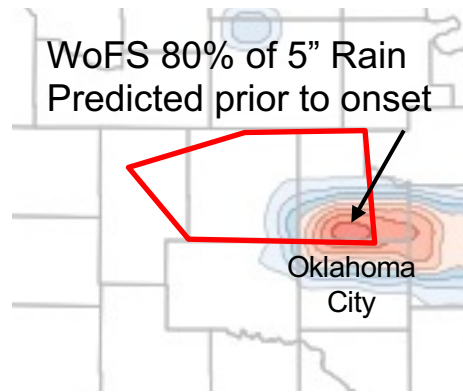 WoFS 80% of 5” Rain
Predicted prior to onset
Oklahoma
City